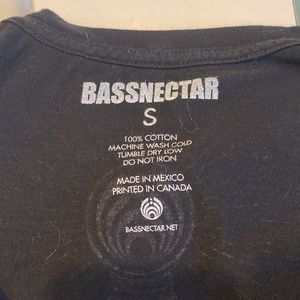 BASSNECTAR
S
100% COTTON
MACHINE WASH COLD
TUMBLE DRY LOW
DO NOT IRON
MADE IN MEXICO
PRINTED IN CANADA
BASSNECTAR.NET